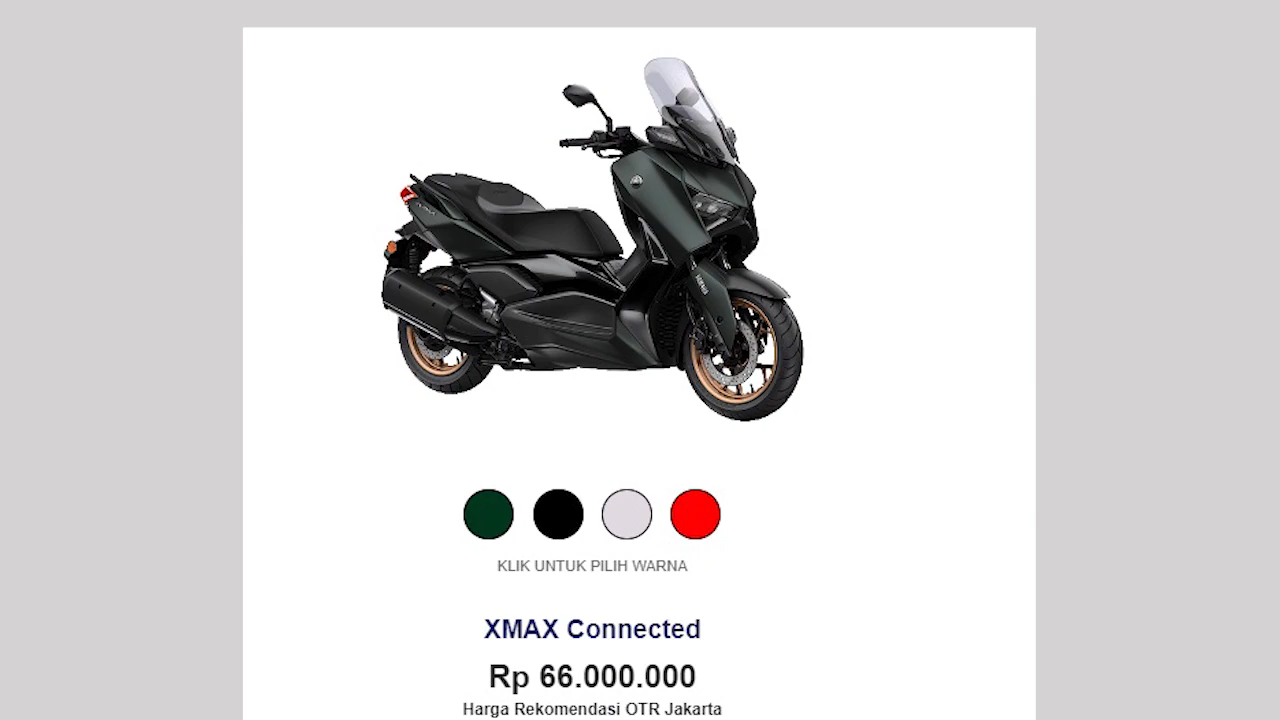 KLIK UNTUK PILIH WARNA
XMAX Connected
Rp 66.000.000
Harga Rekomendasi OTR Jakarta